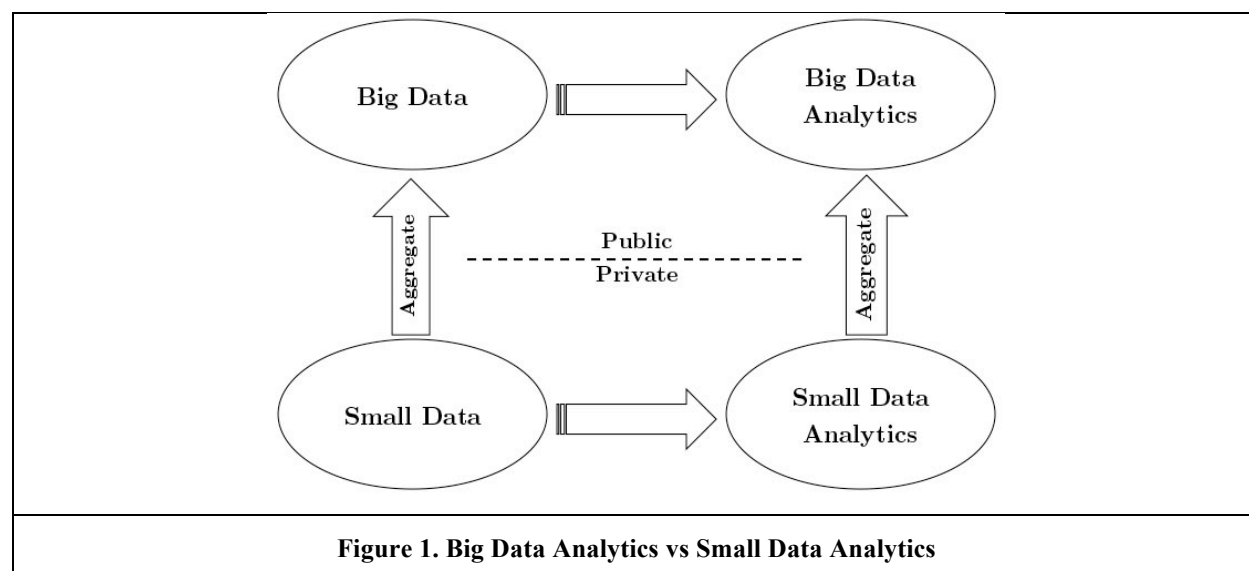 Big Data
Big Data
Analytics
Aggregate
Public
Private
Aggregate
Small Data
Small Data
Analytics
Figure 1. Big Data Analytics vs Small Data Analytics